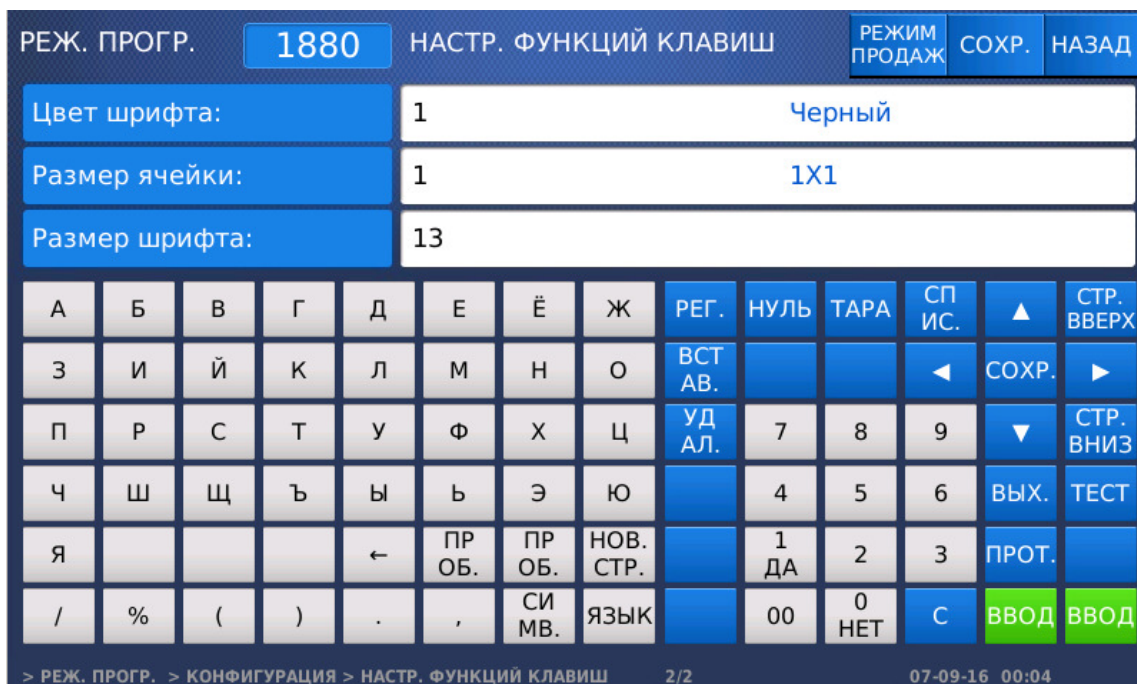 РЕЖ. ПРОГР. 1880 НАСТР. ФУНКЦИЙ КЛАВИШ РЕЖИМ ПРОДАЖ СОХР. НАЗАД
Цвет шрифта: 1 Черный
Размер ячейки: 1 1X1
Размер шрифта: 13
А Б В Г Д Е Ё Ж РЕГ. НУЛЬ ТАРА СП ИС. ▲ СТР. ВВЕРХ
З И Й К Л М Н О ВСТ АВ. ◀ СОХР. ▶
П Р С Т У Ф Х Ц УД АЛ. 7 8 9 ▼ СТР. ВНИЗ
Ч Ш Щ Ъ Ы Ь Э Ю 4 5 6 ВЫХ. ТЕСТ
Я ← ПР ОБ. ПР ОБ. НОВ. СТР. 1 ДА 2 3 ПРОТ.
/ % ( ) . , СИ МВ. ЯЗЫК 00 0 НЕТ С ВВОД ВВОД
> РЕЖ. ПРОГР. > КОНФИГУРАЦИЯ > НАСТР. ФУНКЦИЙ КЛАВИШ 2/2 07-09-16 00:04